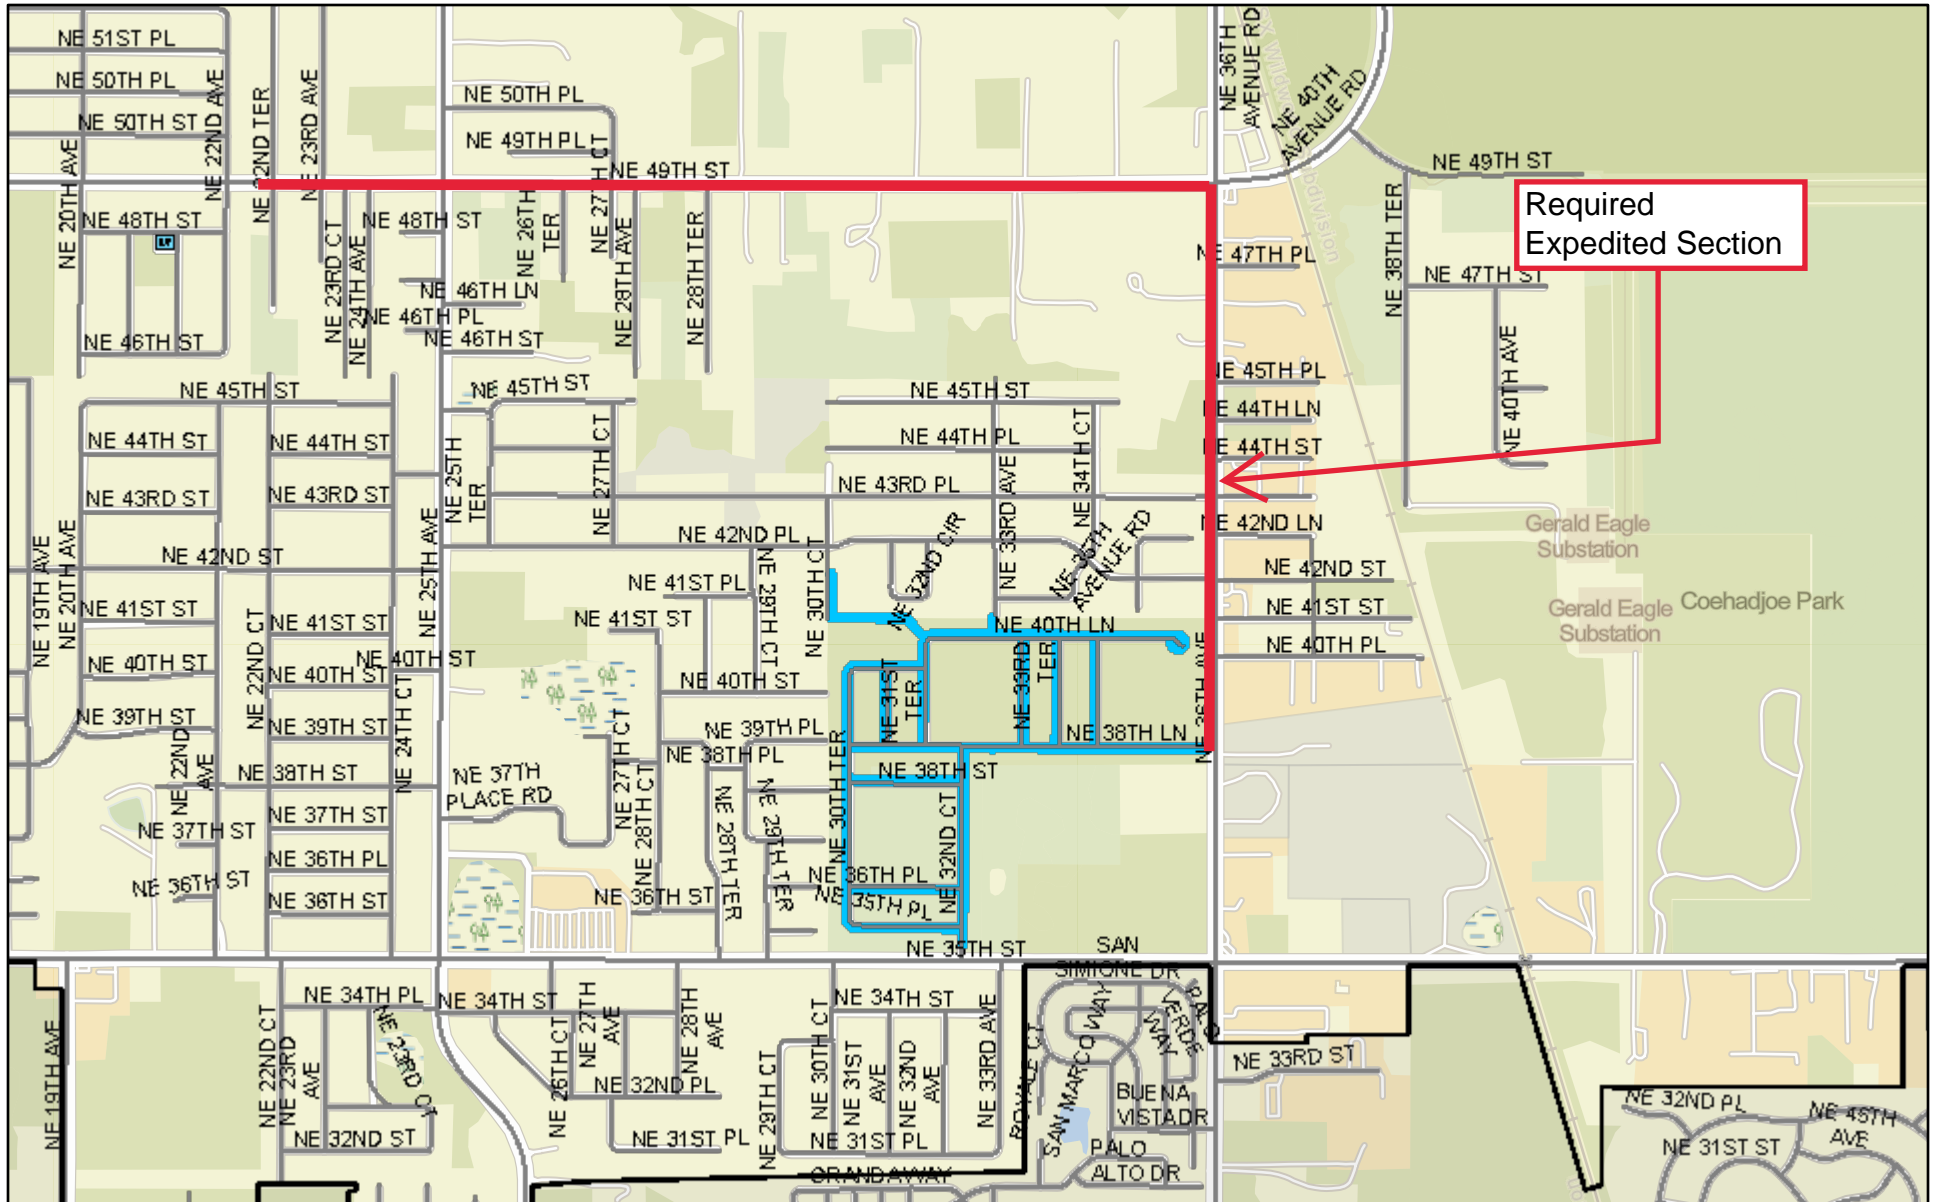 NE 51ST PL
NE 50TH PL
NE 50TH ST
NE 22ND AVE
NE 22ND TER
NE 23RD AVE
NE 20TH AVE
NE 50TH PL
NE 49TH PL
NE 27TH CT
NE 49TH ST
NE 36TH
AVENUE RD
NE 40TH
AVENUE RD
NE 49TH ST
Required
Expedited Section
NE 48TH ST
NE 23RD CT
NE 24TH AVE
NE 48TH ST
NE 26TH
TER
NE 28TH AVE
NE 28TH TER
NE 47TH PL
NE 38TH TER
NE 47TH ST
NE 46TH LN
NE 46TH PL
NE 46TH ST
NE 46TH ST
NE 40TH AVE
NE 45TH ST
NE 45TH ST
NE 45TH ST
NE 45TH PL
NE 44TH LN
NE 44TH ST
NE 44TH ST
NE 44TH ST
NE 25TH
TER
NE 27TH CT
NE 44TH PL
NE 34TH CT
NE 33RD AVE
NE 43RD ST
NE 43RD ST
NE 43RD PL
NE 42ND LN
Gerald Eagle
Substation
NE 19TH AVE
NE 20TH AVE
NE 42ND ST
NE 25TH AVE
NE 42ND PL
NE 29TH CT
NE 30TH CT
NE 32ND CIR
NE 35TH
AVENUE RD
NE 42ND ST
NE 41ST PL
NE 41ST ST
NE 41ST ST
NE 41ST ST
NE 41ST ST
Gerald Eagle
Substation
Coehadjoe Park
NE 40TH LN
NE 40TH PL
NE 40TH ST
NE 40TH ST
NE 40TH ST
NE 40TH ST
NE 22ND CT
NE 24TH CT
NE 31ST
TER
NE 33RD
TER
NE 36TH AVE
NE 39TH ST
NE 39TH ST
NE 39TH PL
NE 38TH LN
NE 22ND
AVE
NE 38TH ST
NE 38TH PL
NE 38TH ST
NE 37TH
PLACE RD
NE 27TH CT
NE 28TH CT
NE 28TH TER
NE 29TH TER
NE 30TH TER
NE 32ND CT
NE 37TH ST
NE 37TH ST
NE 36TH PL
NE 36TH PL
NE 36TH ST
NE 36TH ST
NE 36TH ST
NE 35TH PL
NE 35TH ST
SAN
SIMIONE DR
NE 34TH PL
NE 34TH ST
NE 34TH ST
NE 19TH AVE
NE 22ND CT
NE 23RD
AVE
NE 23RD CT
NE 26TH CT
NE 27TH
AVE
NE 28TH
AVE
NE 29TH CT
NE 30TH CT
NE 31ST
AVE
NE 32ND
AVE
NE 33RD AVE
ROYALE CT
SAN MARCO WAY
PALO
VERDE
WAY
NE 33RD ST
NE 32ND PL
BUENA
VISTA DR
NE 32ND PL
NE 45TH
AVE
NE 32ND ST
NE 31ST PL
NE 31ST PL
PALO
ALTO DR
NE 31ST ST
GRANDAWAY